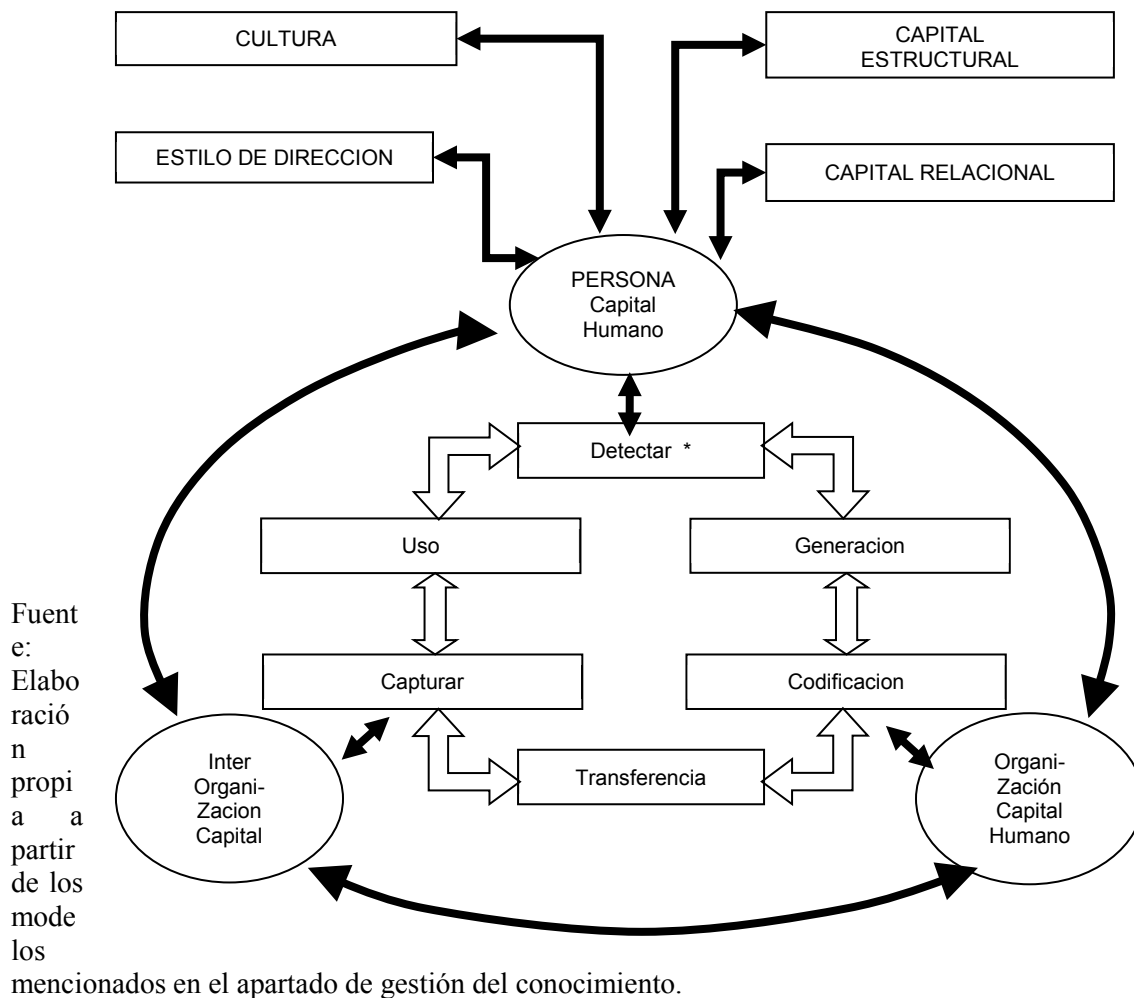 CULTURA
CAPITAL
ESTRUCTURAL
ESTILO DE DIRECCION
CAPITAL RELACIONAL
PERSONA
Capital
Humano
Detectar *
Uso
Generacion
Capturar
Codificacion
Transferencia
Inter
Organi-
Zacion
Capital
Organi-
Zación
Capital
Humano
Fuent
e:
Elabo
ració
n
propi
a a
partir
de los
mode
los
mencionados en el apartado de gestión del conocimiento.